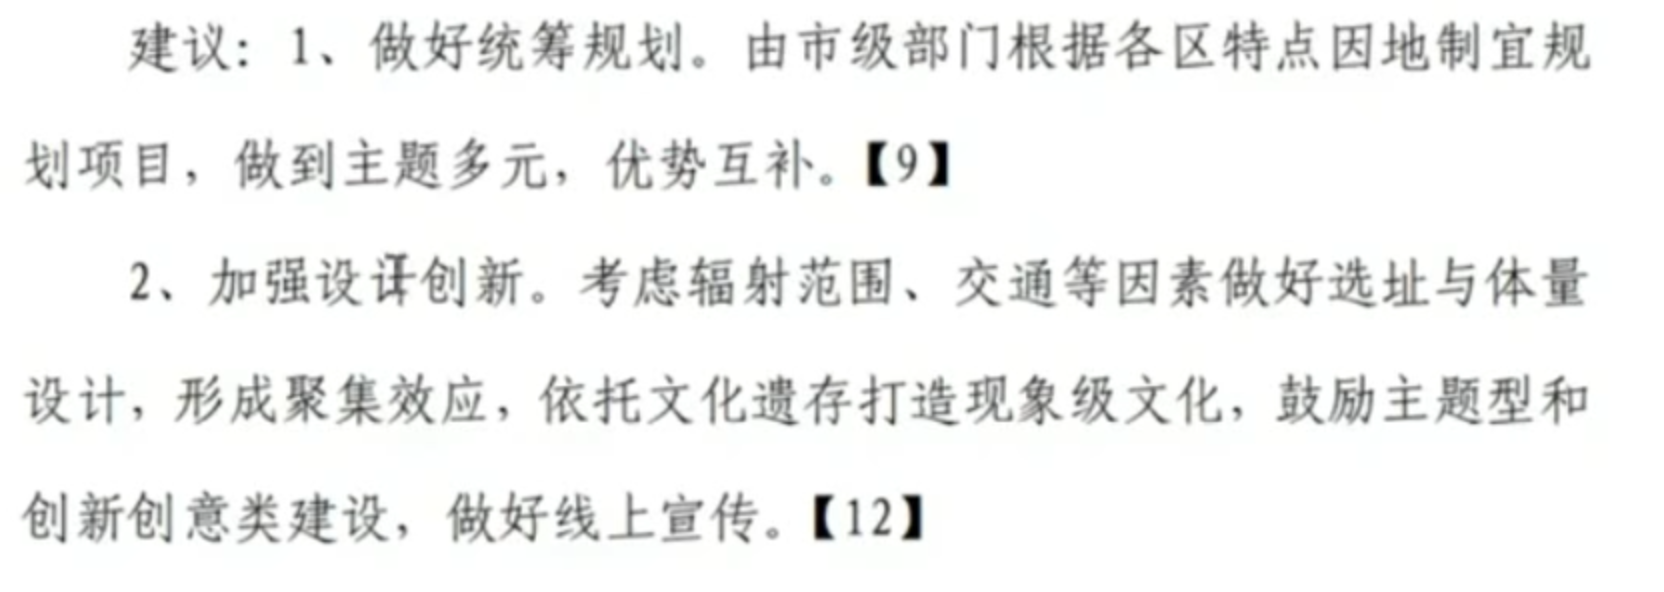 建议：1、做好统筹规划。由市级部门根据各区特点因地制宜规
划项目，做到主题多元，优势互补。【9】
2、加强设计创新。考虑辐射范围、交通等因素做好选址与体量
设计，形成聚集效应，依托文化遗存打造现象级文化，鼓励主题型和
创新创意类建设，做好线上宣传。【12】